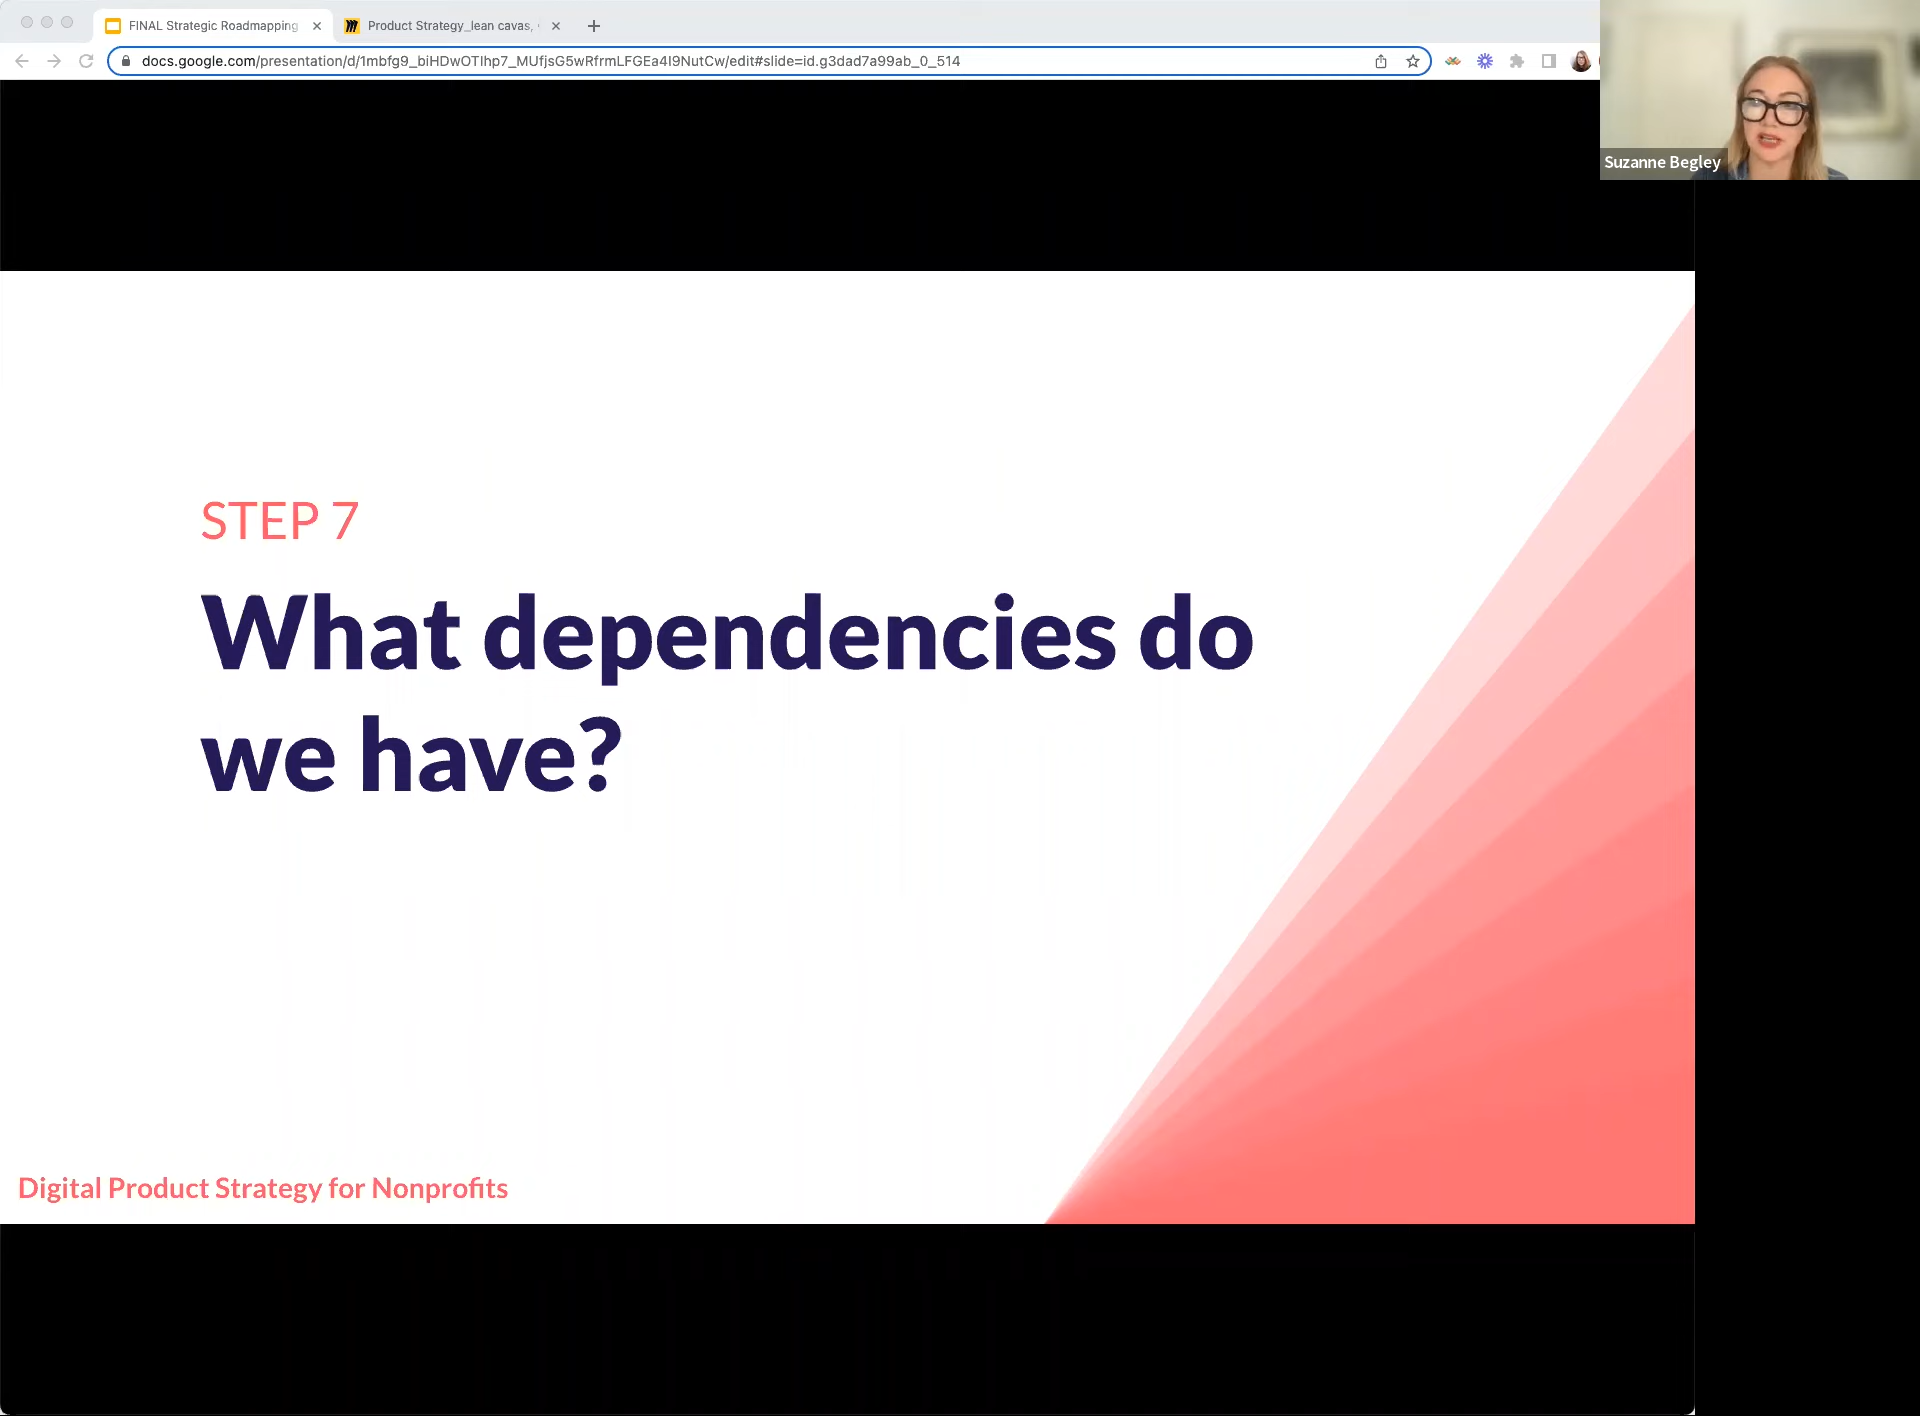 FINAL Strategic Roadmapping
Product Strategy_lean cavas,
docs.google.com/presentation/d/1mbfg9_biHDwOTIhp7_MUfjsG5wRfrmLFGEa4I9NutCw/edit#slide=id.g3dad7a99ab_0_514
Suzanne Begley
STEP 7
What dependencies do
we have?
Digital Product Strategy for Nonprofits